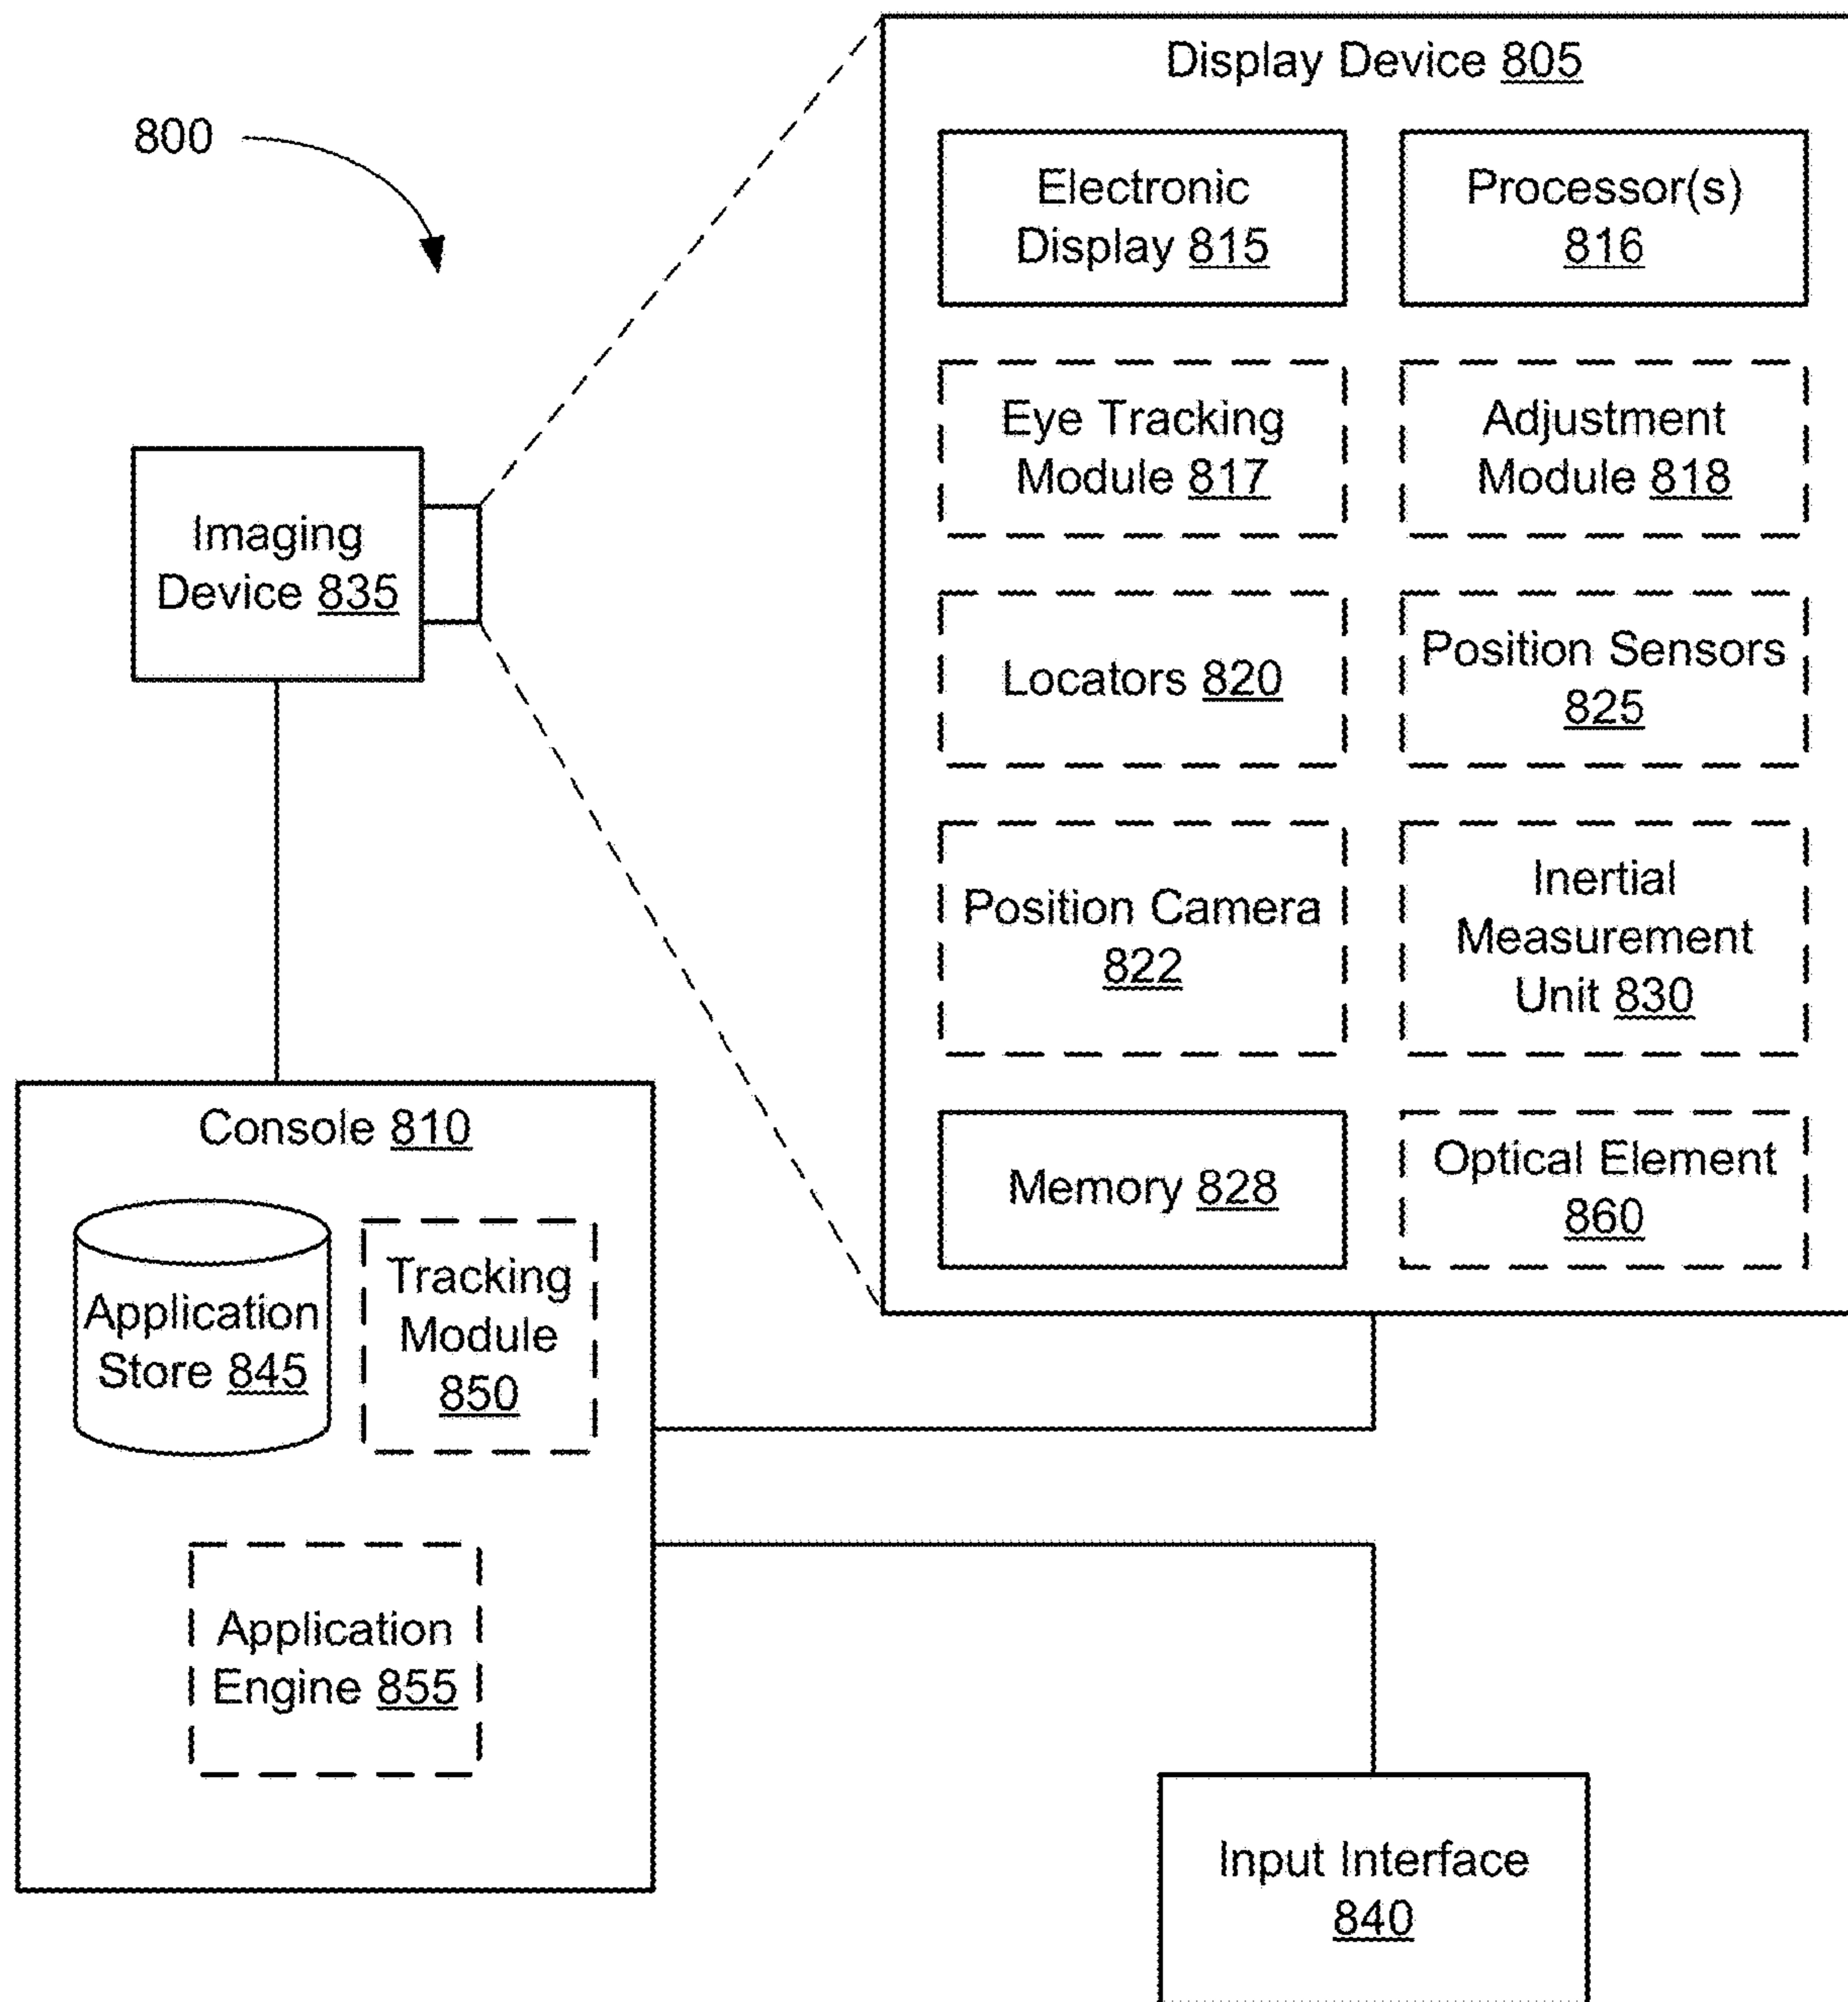 800
Display Device 805
Electronic
Display 815
Processor(s)
816
Eye Tracking
Module 817
Adjustment
Module 818
Imaging
Device 835
Locators 820
Position Sensors
825
Position Camera
822
Inertial
Measurement
Unit 830
Memory 828
Optical Element
860
Console 810
Application
Store 845
Tracking
Module
850
Application
Engine 855
Input Interface
840